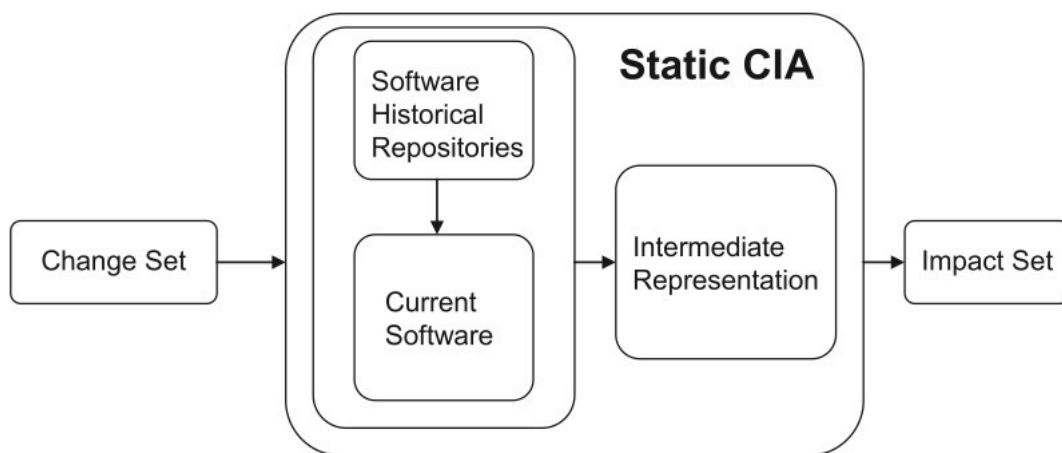 Static CIA
Software
Historical
Repositories
Change Set
Current
Software
Intermediate
Representation
Impact Set